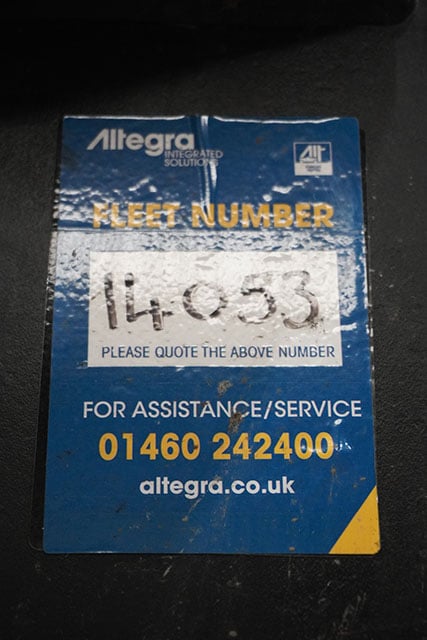 Altegra
INTEGRATED
SOLUTIONS
FLEET NUMBER
14053
PLEASE QUOTE THE ABOVE NUMBER
FOR ASSISTANCE/SERVICE
01460 242400
altegra.co.uk